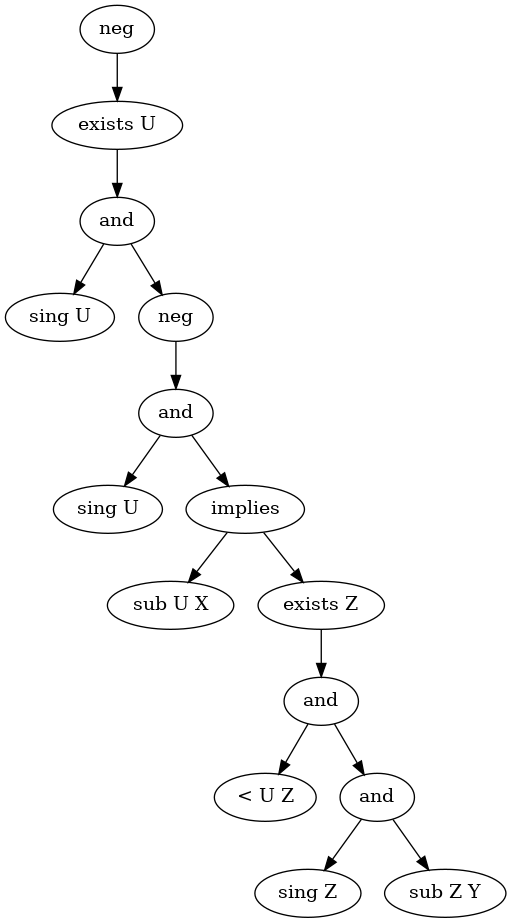 neg
exists U
and
sing U
neg
and
sing U
implies
sub U X
exists Z
and
< U Z
and
sing Z
sub Z Y